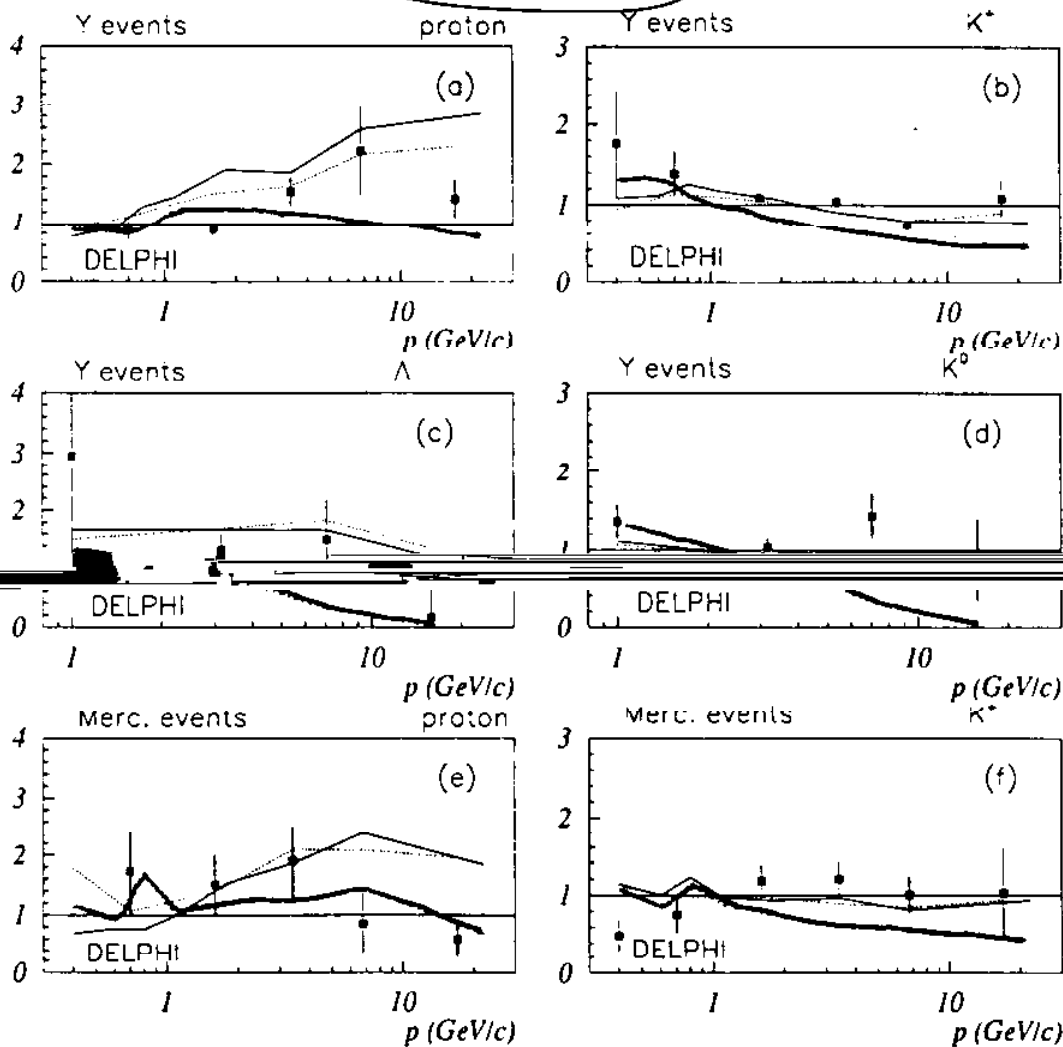 Y events proton
4
3
2
1
0
(a)
DELPHI
1 10
p (GeV/c)
Y events K⁺
3
2
1
0
(b)
DELPHI
1 10
p (GeV/c)
Y events Λ
4
3
2
0
(c)
DELPHI
1 10
p (GeV/c)
Y events K⁰
3
2
1
0
(d)
DELPHI
1 10
p (GeV/c)
Merc. events proton
4
3
2
1
0
(e)
DELPHI
1 10
p (GeV/c)
Merc. events K⁺
3
2
1
0
(f)
DELPHI
1 10
p (GeV/c)